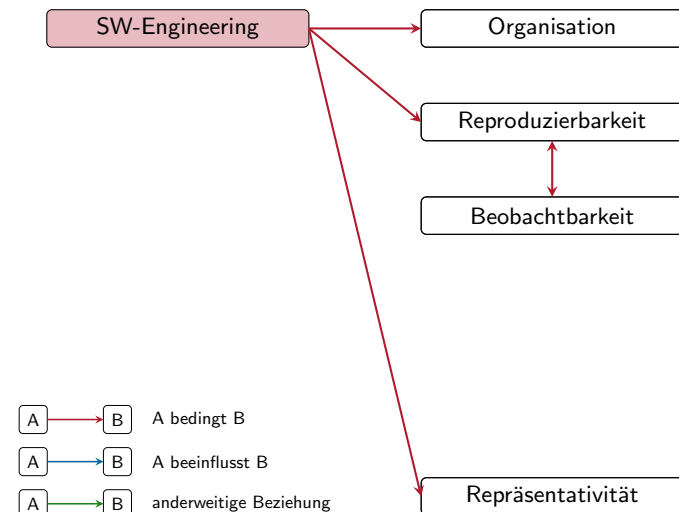 SW-Engineering
Organisation
Reproduzierbarkeit
Beobachtbarkeit
A B A bedingt B
A B A beeinflusst B
Repräsentativität
A B anderweitige Beziehung